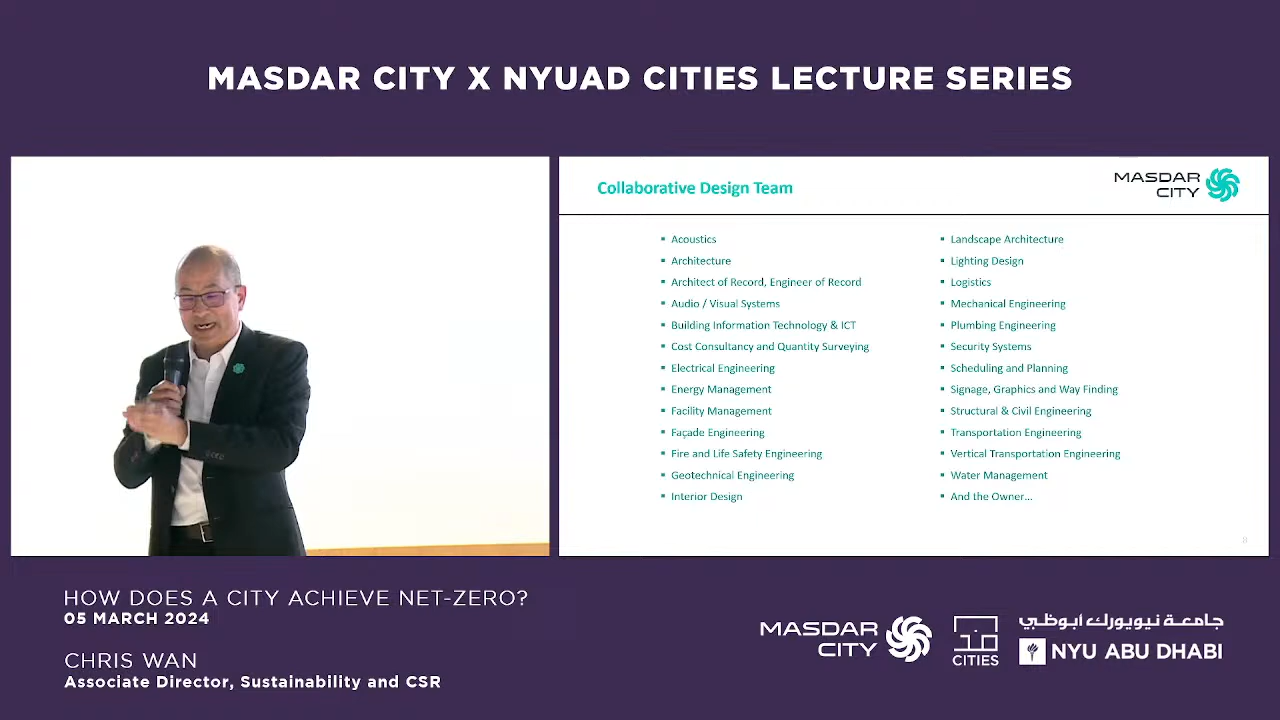 MASDAR CITY X NYUAD CITIES LECTURE SERIES
Collaborative Design Team
MASDAR
CITY
▪ Acoustics
▪ Architecture
▪ Architect of Record, Engineer of Record
▪ Audio / Visual Systems
▪ Building Information Technology & ICT
▪ Cost Consultancy and Quantity Surveying
▪ Electrical Engineering
▪ Energy Management
▪ Facility Management
▪ Façade Engineering
▪ Fire and Life Safety Engineering
▪ Geotechnical Engineering
▪ Interior Design
▪ Landscape Architecture
▪ Lighting Design
▪ Logistics
▪ Mechanical Engineering
▪ Plumbing Engineering
▪ Security Systems
▪ Scheduling and Planning
▪ Signage, Graphics and Way Finding
▪ Structural & Civil Engineering
▪ Transportation Engineering
▪ Vertical Transportation Engineering
▪ Water Management
▪ And the Owner...
8
HOW DOES A CITY ACHIEVE NET-ZERO?
05 MARCH 2024
CHRIS WAN
Associate Director, Sustainability and CSR
MASDAR
CITY
مدن
CITIES
جامعة نيويورك أبوظبي
NYU ABU DHABI